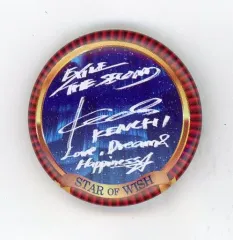 EXILE
THE SECOND
KENCHI
Love, Dream &
Happiness
STAR OF WISH